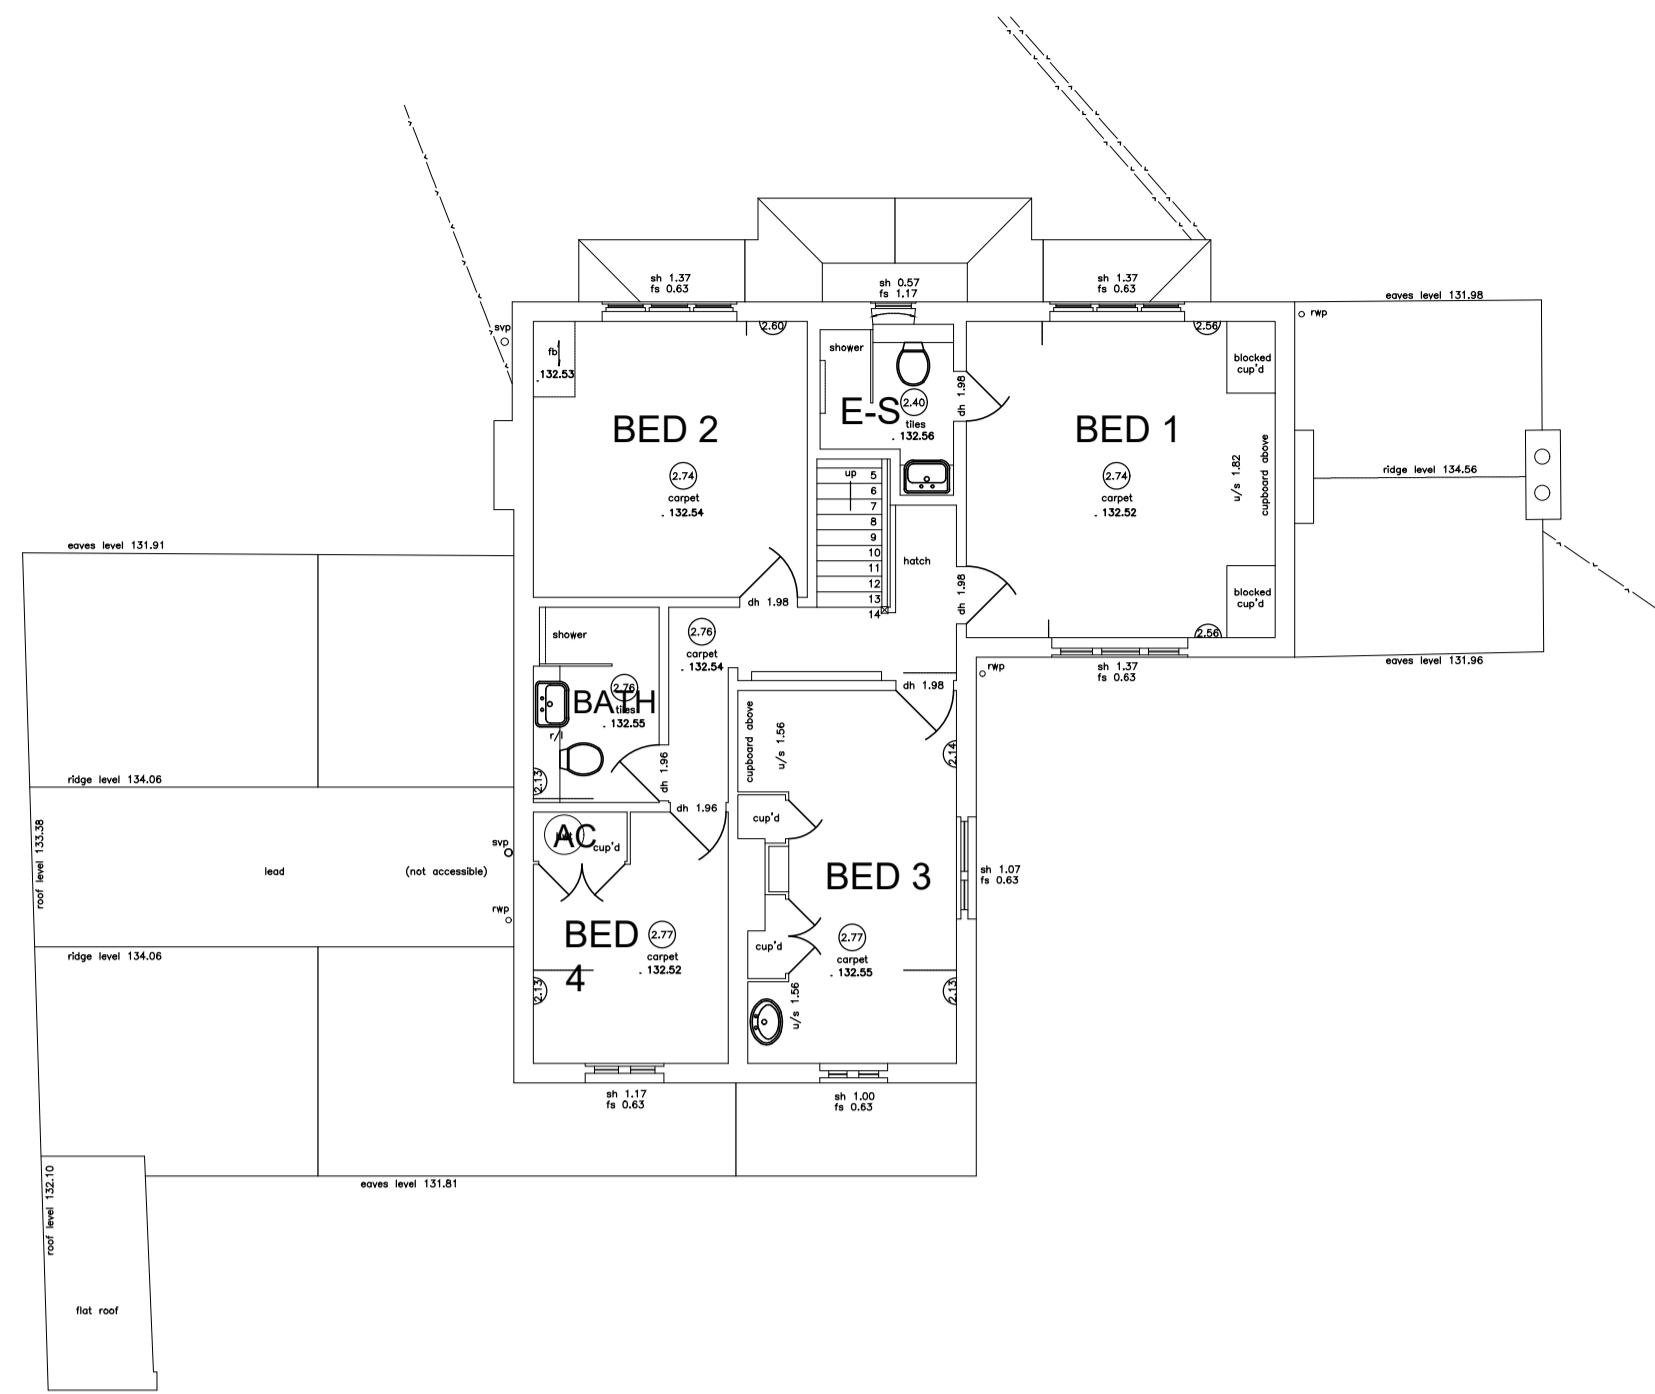 sh 1.37
fs 0.63
sh 0.57
fs 1.17
sh 1.37
fs 0.63
eaves level 131.98
rwp
svp
2.60
2.56
fb
132.53
shower
blocked
cup'd
dh 1.98
E-S
2.40
tiles
. 132.56
BED 2
BED 1
2.74
carpet
. 132.54
2.74
carpet
. 132.52
u/s 1.82
cupboard above
ridge level 134.56
up
5
6
7
8
9
10
11
12
13
14
hatch
eaves level 131.91
dh 1.98
dh 1.98
blocked
cup'd
2.56
shower
2.76
carpet
. 132.54
eaves level 131.96
rwp
sh 1.37
fs 0.63
dh 1.98
2.76
BATH
tiles
. 132.55
r/l
cupboard above
u/s 1.56
2.14
2.13
dh 1.96
ridge level 134.06
dh 1.96
cup'd
AC
cup'd
svp
roof level 133.38
lead
(not accessible)
BED 3
sh 1.07
fs 0.63
rwp
BED
4
2.77
carpet
. 132.52
cup'd
2.77
carpet
. 132.55
ridge level 134.06
2.13
2.13
u/s 1.56
sh 1.17
fs 0.63
sh 1.00
fs 0.63
eaves level 131.81
roof level 132.10
flat roof